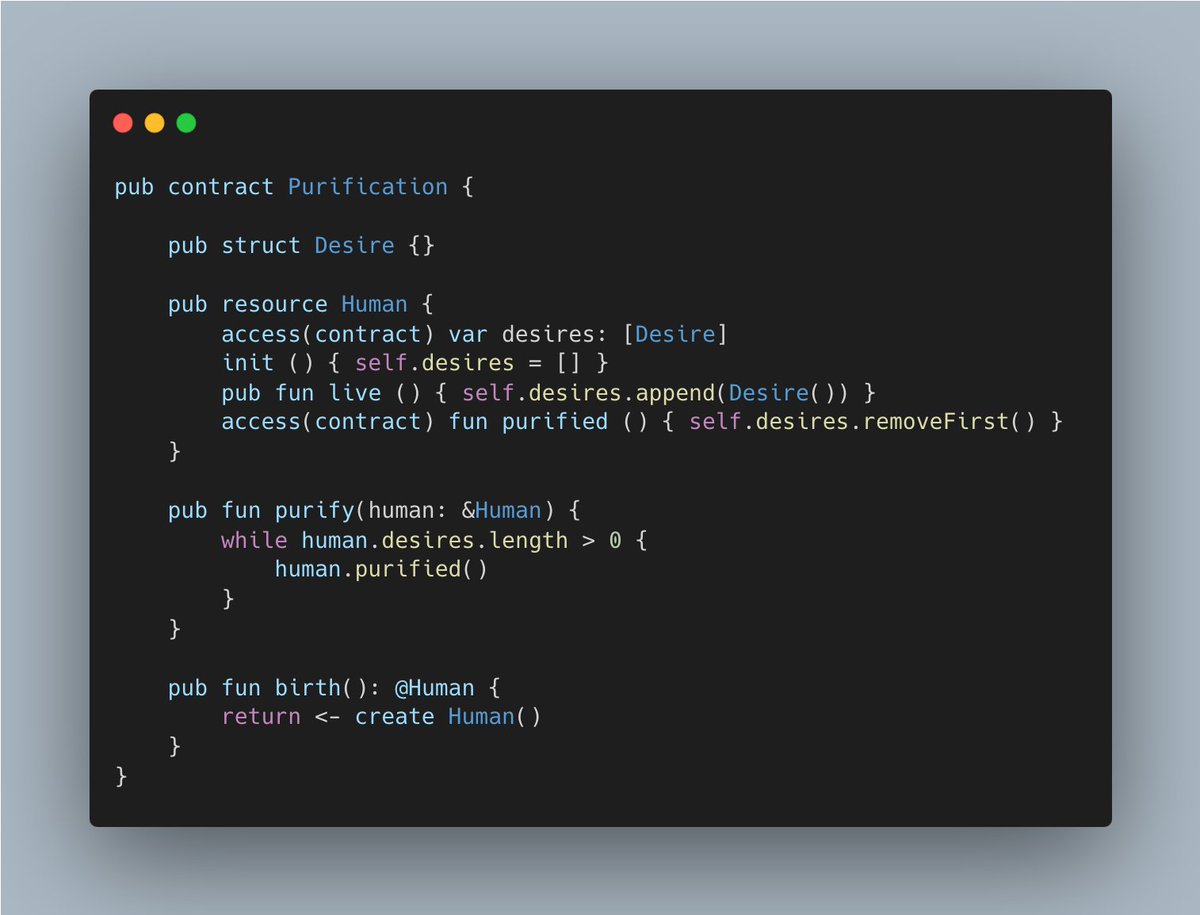 pub contract Purification {
    pub struct Desire {}
    pub resource Human {
        access(contract) var desires: [Desire]
        init () { self.desires = [] }
        pub fun live () { self.desires.append(Desire()) }
        access(contract) fun purified () { self.desires.removeFirst() }
    }
    pub fun purify(human: &Human) {
        while human.desires.length > 0 {
            human.purified()
        }
    }
    pub fun birth(): @Human {
        return <- create Human()
    }
}